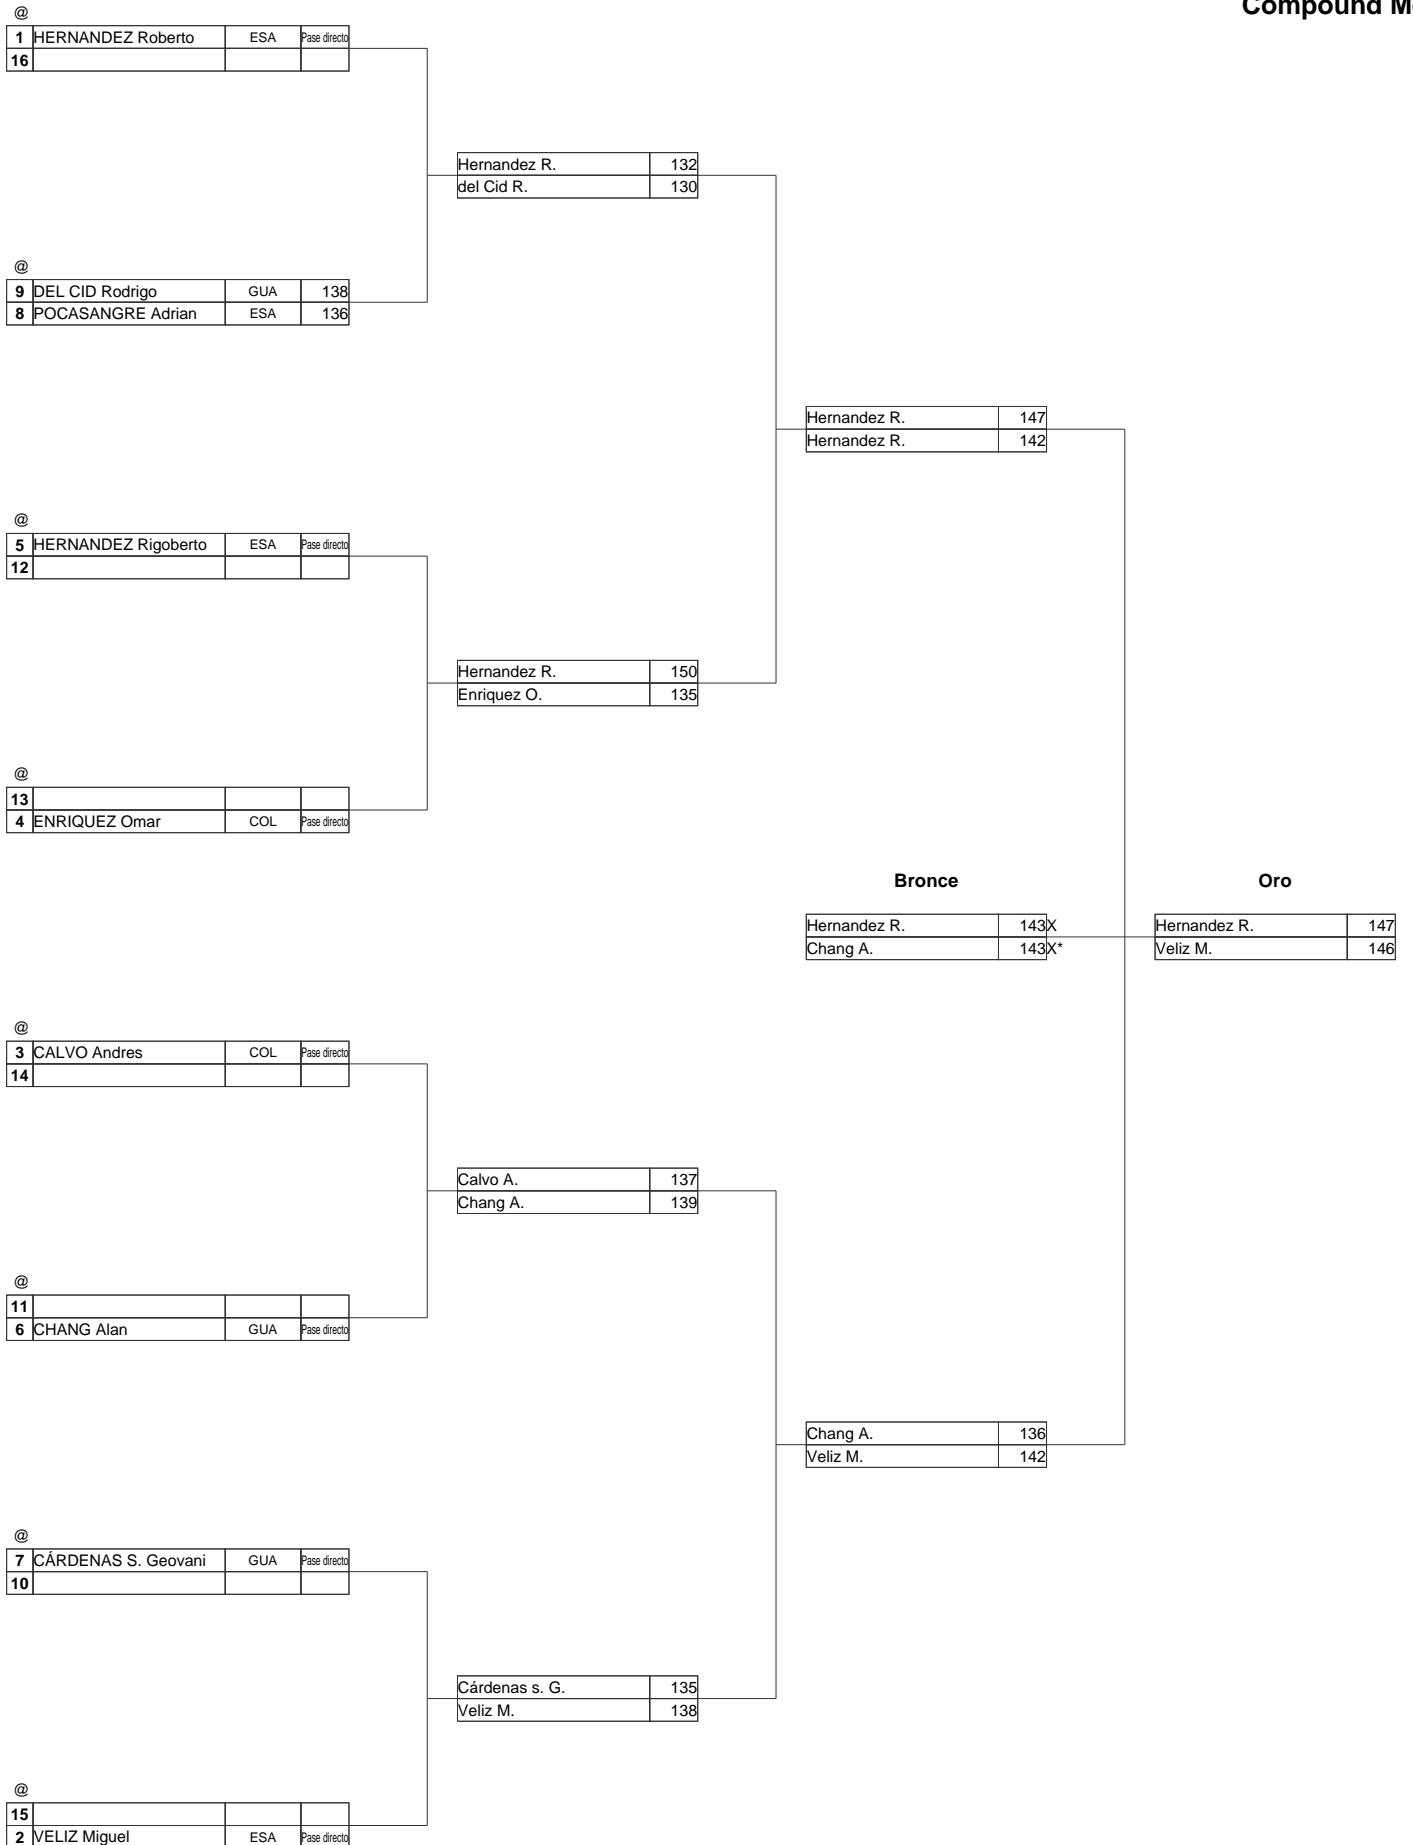 Compound M
@
1 HERNANDEZ Roberto ESA Pase directo
16
Hernandez R. 132
del Cid R. 130
@
9 DEL CID Rodrigo GUA 138
8 POCASANGRE Adrian ESA 136
Hernandez R. 147
Hernandez R. 142
@
5 HERNANDEZ Rigoberto ESA Pase directo
12
Hernandez R. 150
Enriquez O. 135
@
13
4 ENRIQUEZ Omar COL Pase directo
Bronce Oro
Hernandez R. 143X Hernandez R. 147
Chang A. 143X* Veliz M. 146
@
3 CALVO Andres COL Pase directo
14
Calvo A. 137
Chang A. 139
@
11
6 CHANG Alan GUA Pase directo
Chang A. 136
Veliz M. 142
@
7 CÁRDENAS S. Geovani GUA Pase directo
10
Cárdenas s. G. 135
Veliz M. 138
@
15
2 VELIZ Miguel ESA Pase directo